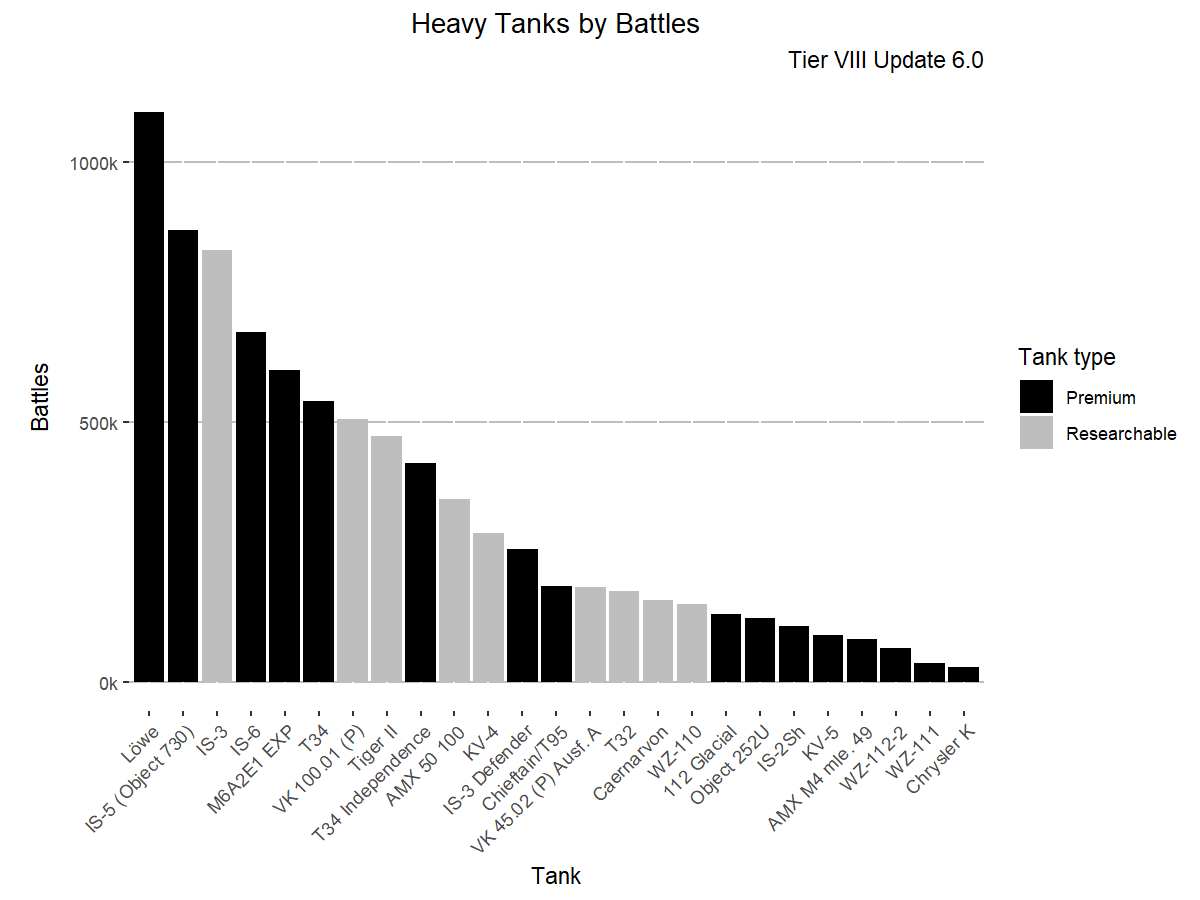 Heavy Tanks by Battles
Tier VIII Update 6.0
Battles
1000k
500k
0k
Löwe
IS-5 (Object 730)
IS-3
IS-6
M6A2E1 EXP
T34
VK 100.01 (P)
Tiger II
T34 Independence
AMX 50 100
KV-4
IS-3 Defender
Chieftain/T95
VK 45.02 (P) Ausf. A
T32
Caernarvon
WZ-110
112 Glacial
Object 252U
IS-2Sh
KV-5
AMX M4 mle. 49
WZ-112-2
WZ-111
Chrysler K
Tank
Tank type
Premium
Researchable